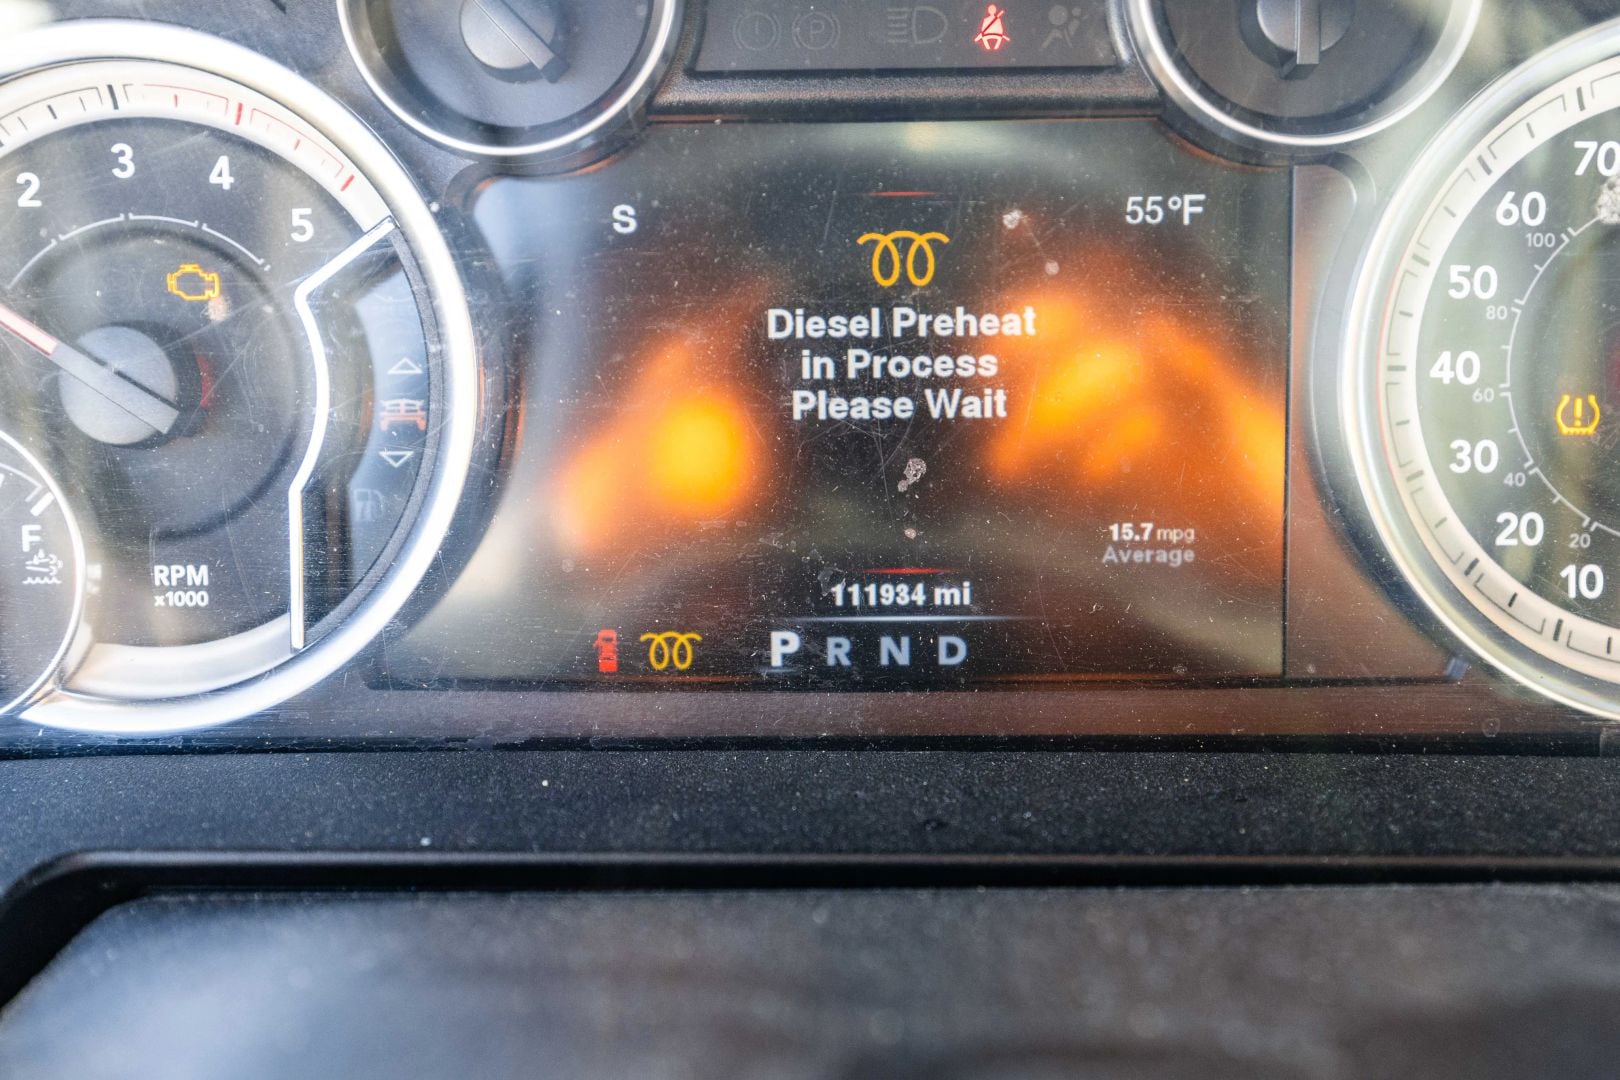 2
3
4
5
RPM
x1000
F
S
55°F
Diesel Preheat
in Process
Please Wait
15.7 mpg
Average
111934 mi
P R N D
70
60
50
40
30
20
10
100
80
60
40
20